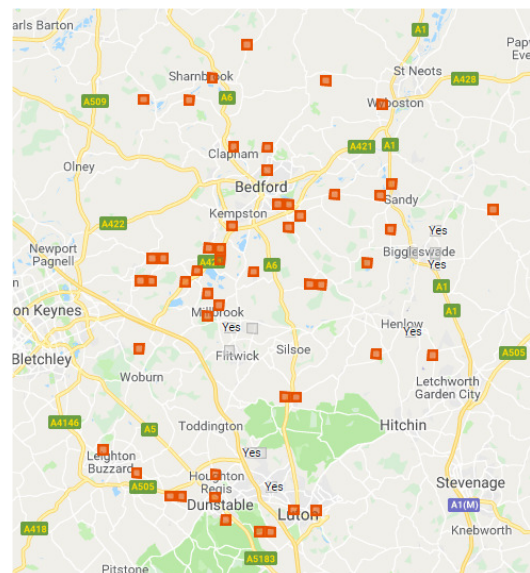 arls Barton
A1
Papy
Eve
St Neots
Sharnbrook
A428
A509
A6
Wyboston
A421
A1
Clapham
Olney
Bedford
Sandy
Kempston
A422
Yes
Newport
Pagnell
Biggleswade
A42
A6
Yes
A1
on Keynes
Millbrook
A1
Yes
Henlow
Yes
Bletchley
Flitwick
Silsoe
A505
Woburn
Letchworth
Garden City
A4146
A5
Toddington
Hitchin
Yes
Leighton
Buzzard
Houghton
Regis
Yes
Stevenage
A505
Dunstable
Luton
A1(M)
A418
Knebworth
Pitstone
A5183